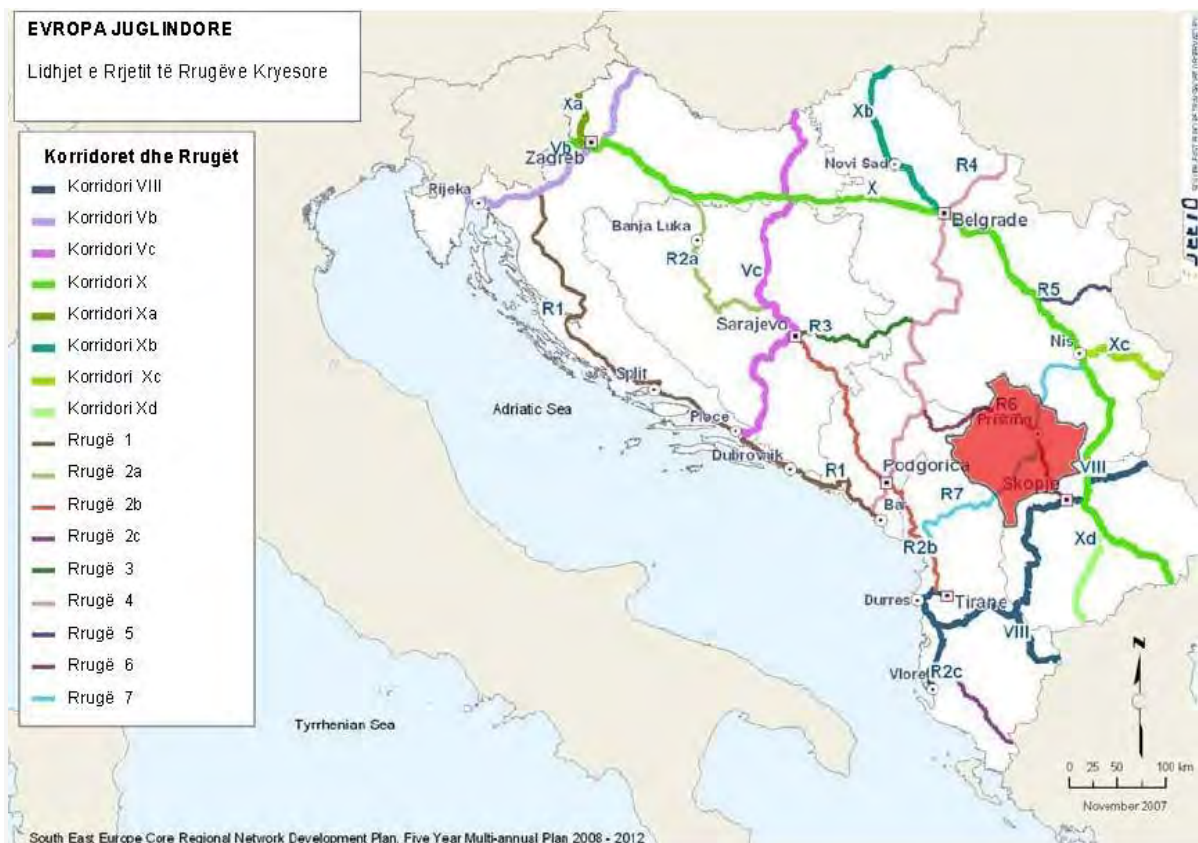 EVROPA JUGLINDORE
Lidhjet e Rrjetit të Rrugëve Kryesore
Korridoret dhe Rrugët
Korridori VIII
Korridori Vb
Korridori Vc
Korridori X
Korridori Xa
Korridori Xb
Korridori Xc
Korridori Xd
Rrugë 1
Rrugë 2a
Rrugë 2b
Rrugë 2c
Rrugë 3
Rrugë 4
Rrugë 5
Rrugë 6
Rrugë 7
Xa
Vb
Zagreb
Rijeka
Xb
Novi Sad
R4
X
Belgrade
Banja Luka
R2a
Vc
R1
Sarajevo
R3
R5
Nis
Xc
Split
Adriatic Sea
Ploce
Dubrovnik
R1
R6
Pristina
Podgorica
R7
Skopje
VIII
Ba
R2b
Xd
Durres
Tirane
VIII
Vlore
R2c
Tyrrhenian Sea
N
0 25 50 100 km
November 2007
South East Europe Core Regional Network Development Plan, Five Year Multi-annual Plan 2008 - 2012